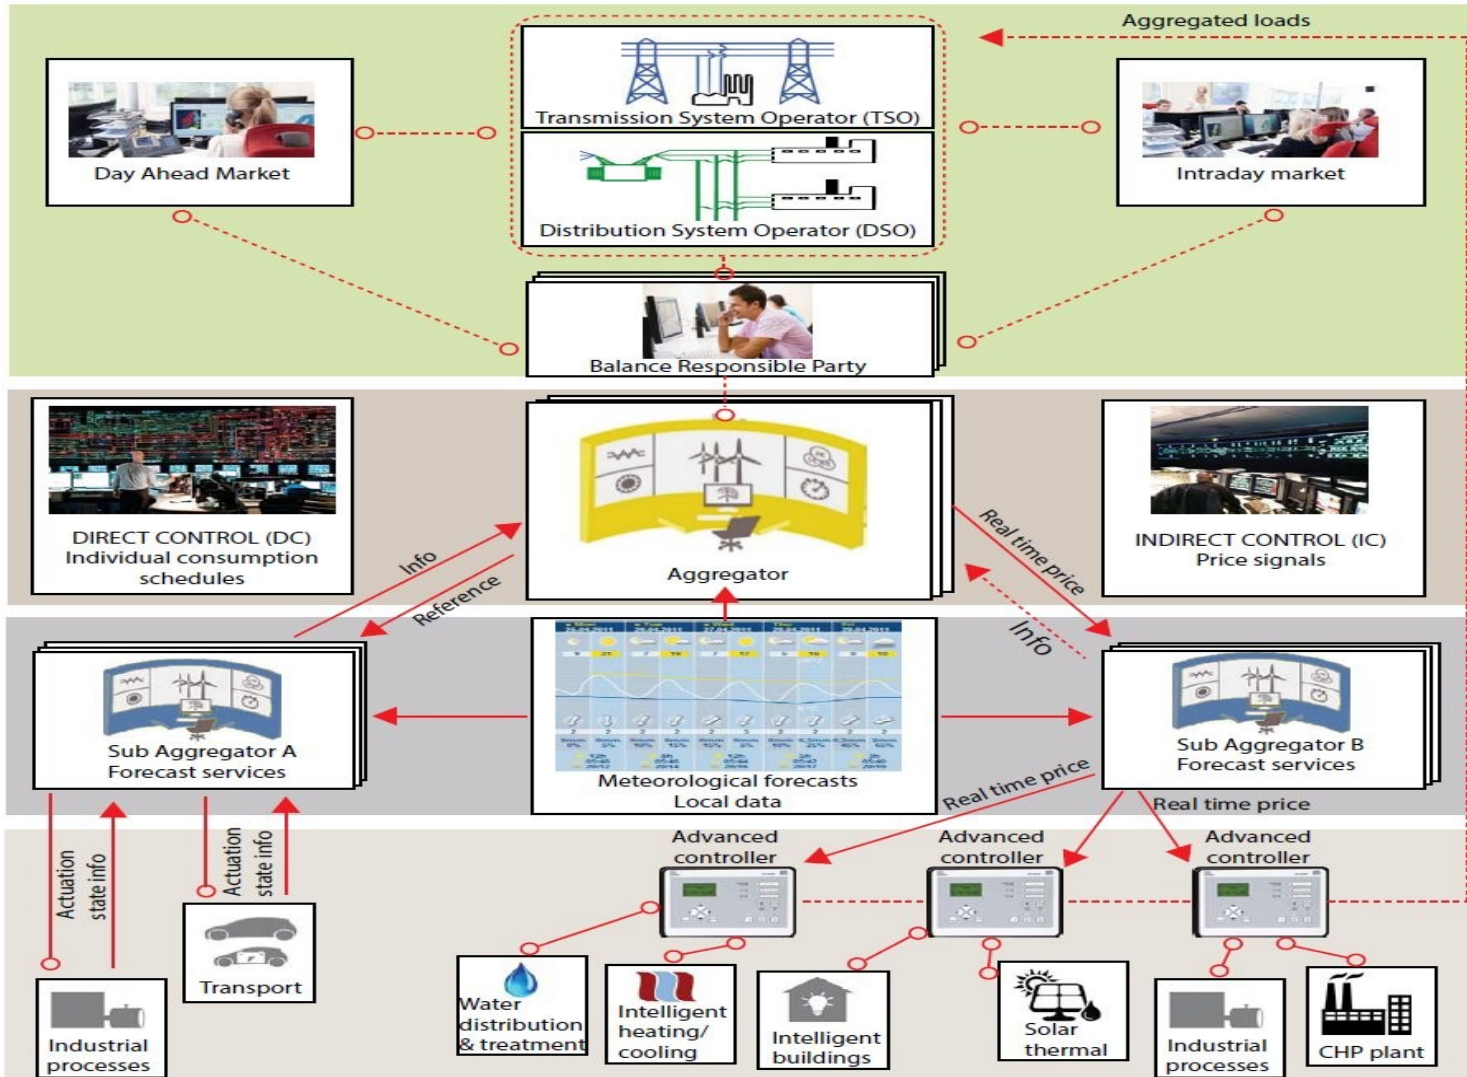 Aggregated loads
Transmission System Operator (TSO)
Day Ahead Market
Intraday market
Distribution System Operator (DSO)
Balance Responsible Party
DIRECT CONTROL (DC)
Individual consumption
schedules
Info
Reference
Aggregator
Real time price
Info
INDIRECT CONTROL (IC)
Price signals
Sub Aggregator A
Forecast services
Meteorological forecasts
Local data
Sub Aggregator B
Forecast services
Real time price
Real time price
Actuation
state info
Actuation
state info
Advanced
controller
Advanced
controller
Advanced
controller
Transport
Industrial
processes
Water
distribution
& treatment
Intelligent
heating/
cooling
Intelligent
buildings
Solar
thermal
Industrial
processes
CHP plant